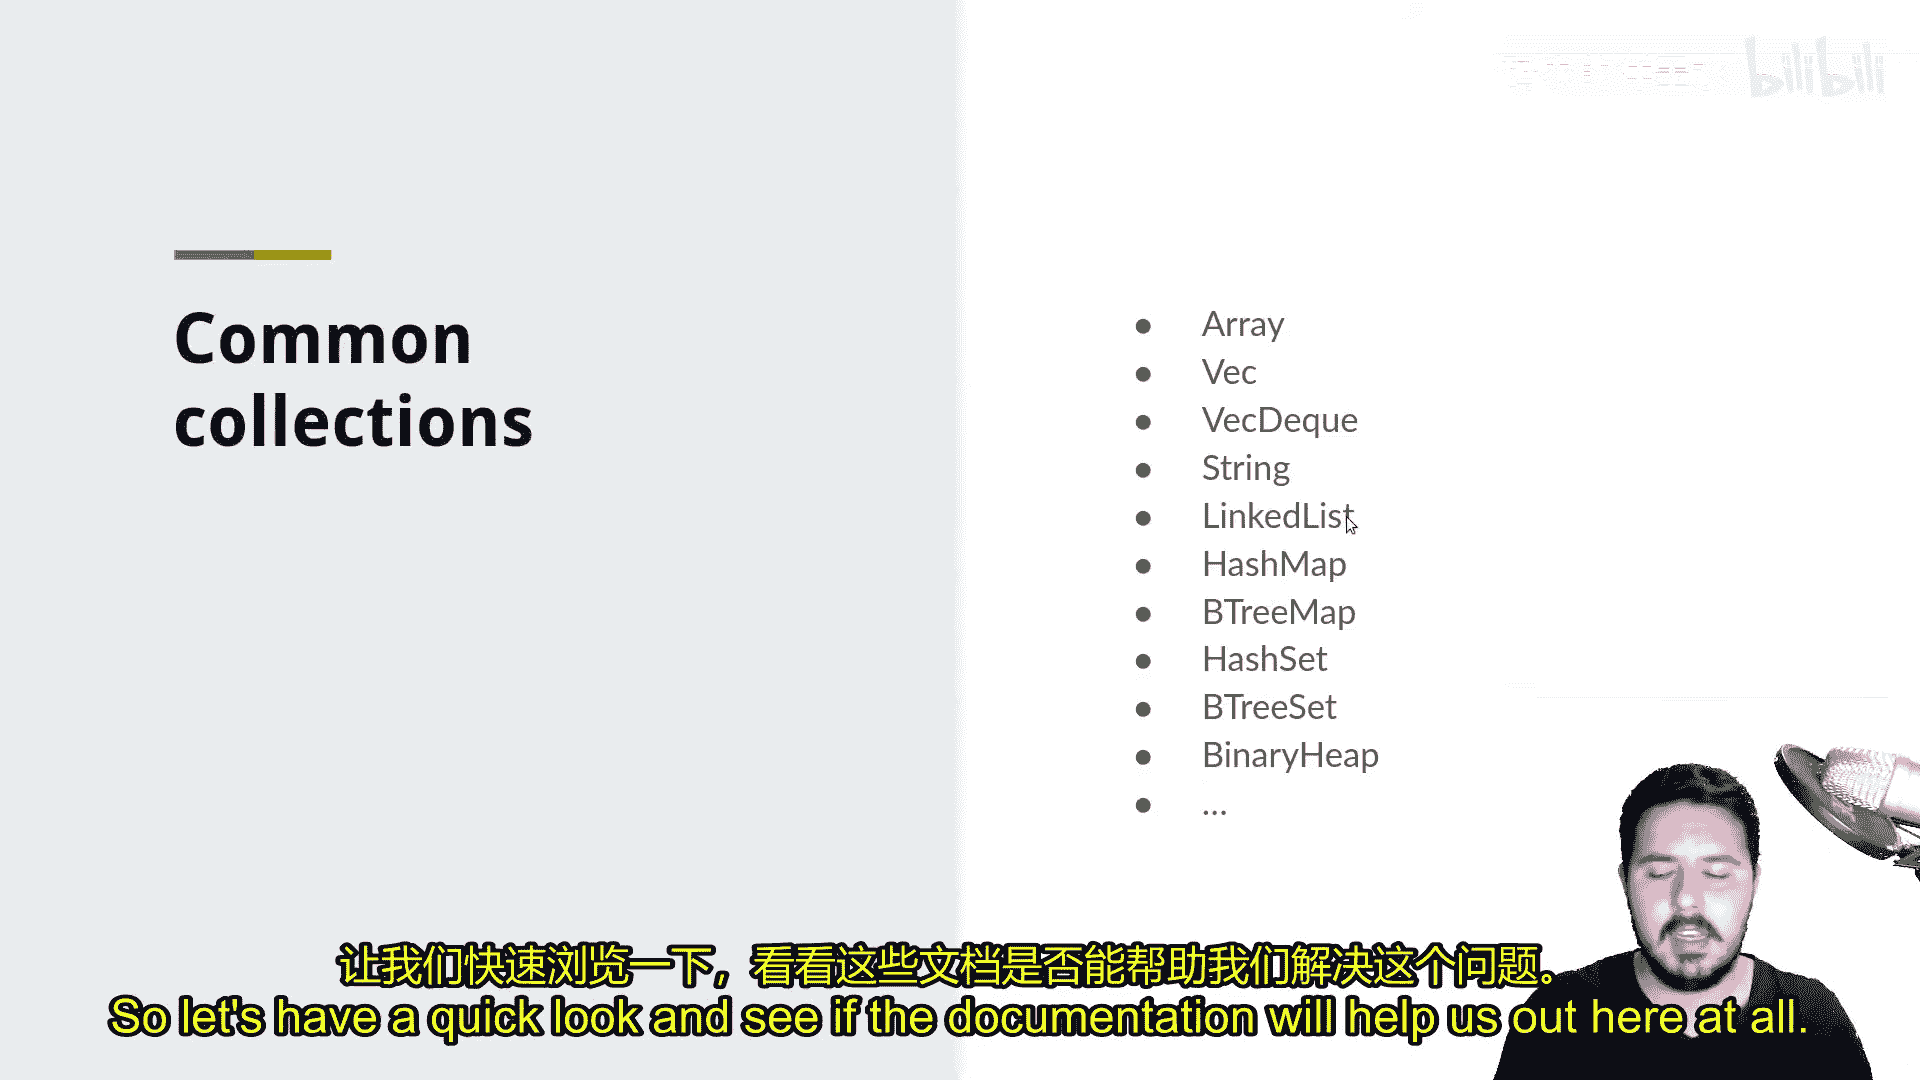 bilibili
Common
collections
Array
Vec
VecDeque
String
LinkedList
HashMap
BTreeMap
HashSet
BTreeSet
BinaryHeap
...
让我们快速浏览一下，看看这些文档是否能帮助我们解决这个问题。
So let's have a quick look and see if the documentation will help us out here at all.